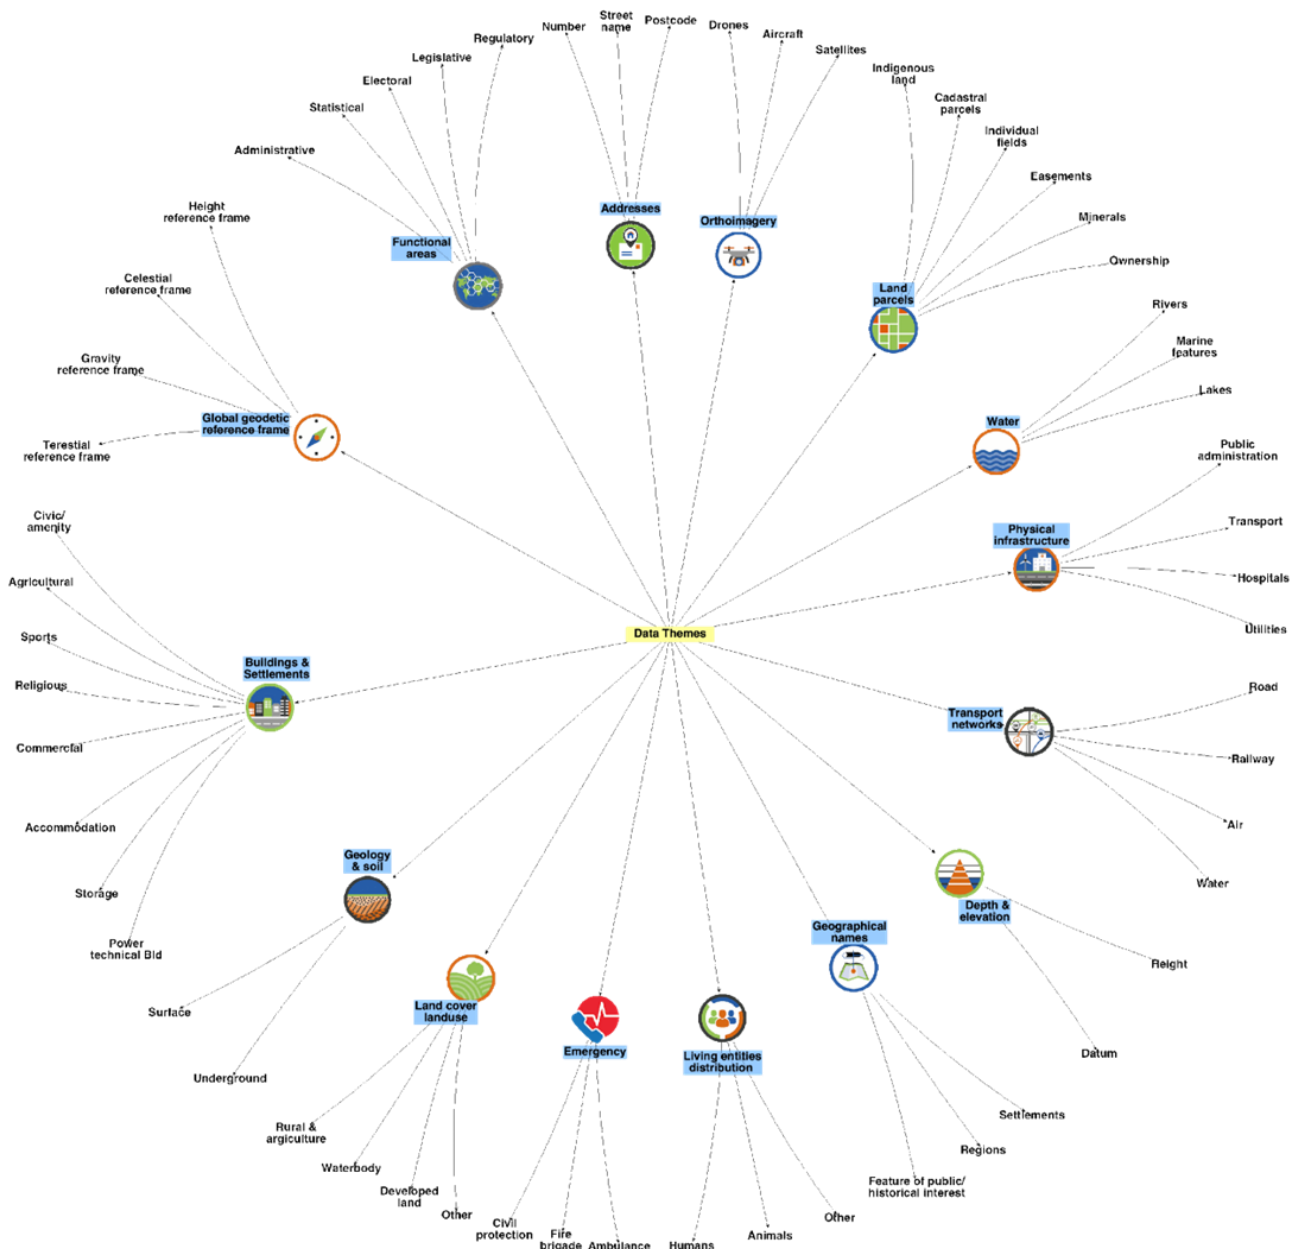 Street
name
Postcode
Number
Drones
Aircraft
Satellites
Regulatory
Legislative
Electoral
Statistical
Administrative
Indigenous
land
Cadastral
parcels
Individual
fields
Easements
Minerals
Ownership
Height
reference frame
Celestial
reference frame
Gravity
reference frame
Terestial
reference frame
Functional
areas
Addresses
Orthoimagery
Land
parcels
Global geodetic
reference frame
Water
Rivers
Marine
features
Lakes
Public
administration
Transport
Hospitals
Utilities
Physical
infrastructure
Data Themes
Civic/
amenity
Agricultural
Sports
Religious
Commercial
Accommodation
Storage
Power
technical Bld
Buildings &
Settlements
Transport
networks
Road
Railway
Air
Water
Geology
& soil
Surface
Underground
Depth &
elevation
Reight
Datum
Geographical
names
Settlements
Regions
Feature of public/
historical interest
Land cover
landuse
Rural &
argiculture
Waterbody
Developed
land
Other
Emergency
Civil
protection
Fire
brigade
Ambulance
Living entities
distribution
Humans
Animals
Other